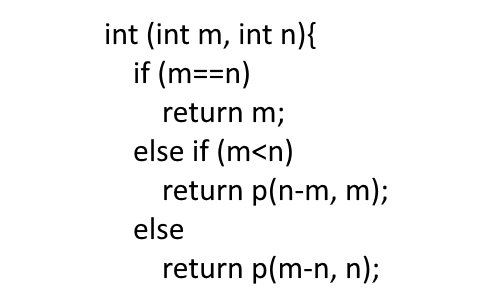 int (int m, int n){
if (m==n)
return m;
else if (m<n)
return p(n-m, m);
else
return p(m-n, n);